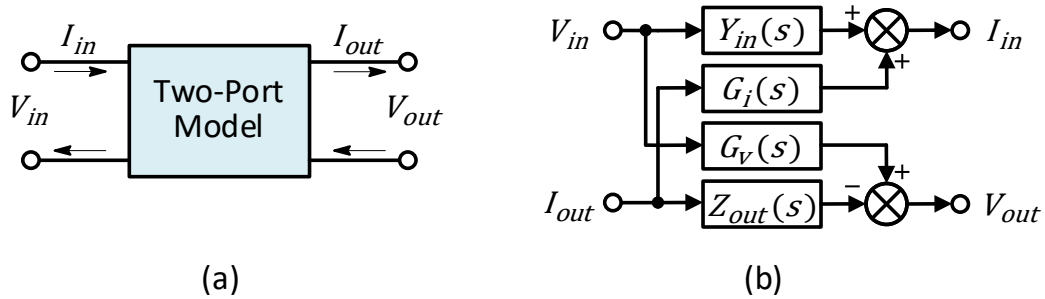 I_in
I_out
V_in
Two-Port
Model
V_out
(a)
V_in
Y_in(s)
+
I_in
+
G_i(s)
G_v(s)
+
I_out
Z_out(s)
−
V_out
(b)